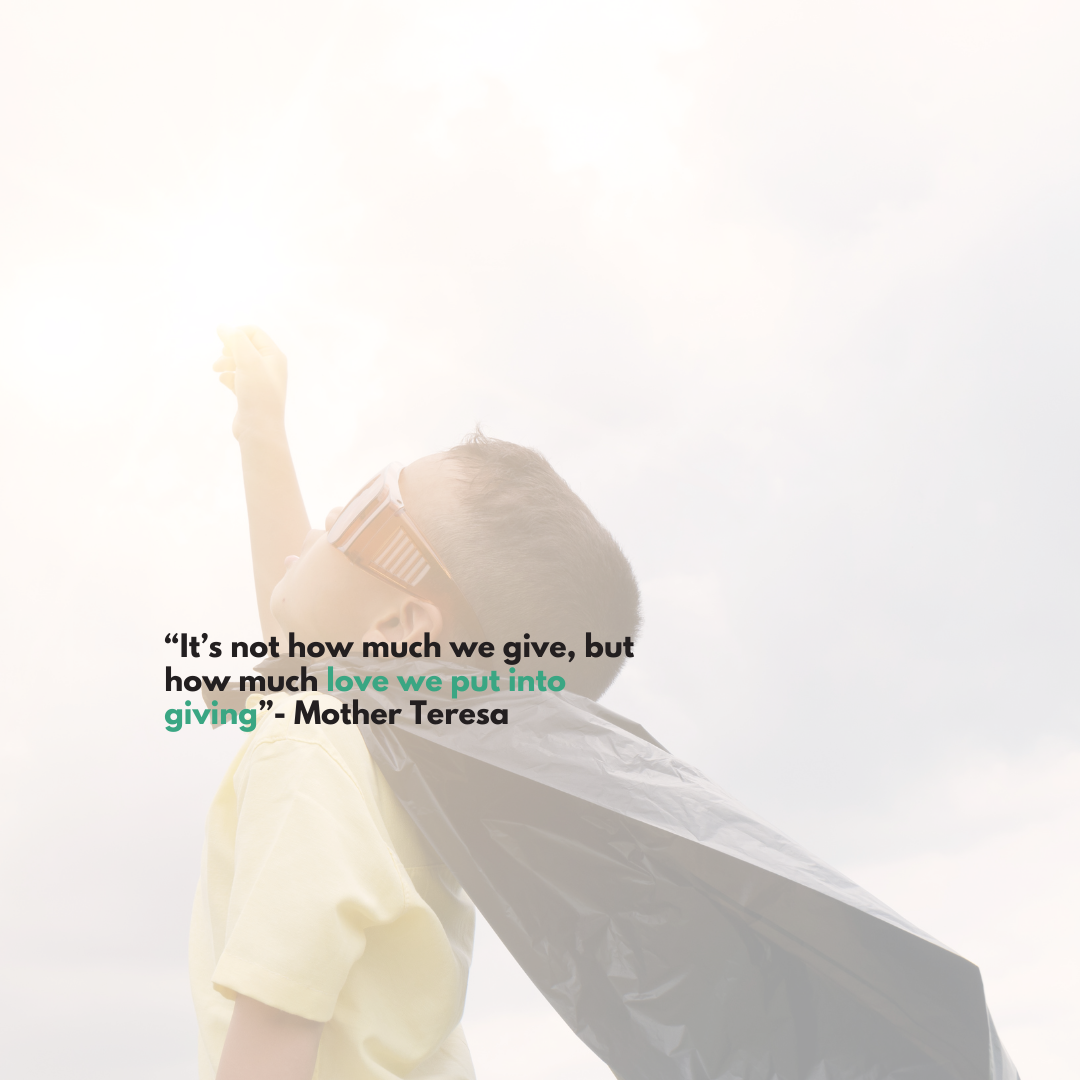 “It’s not how much we give, but
how much love we put into
giving”- Mother Teresa